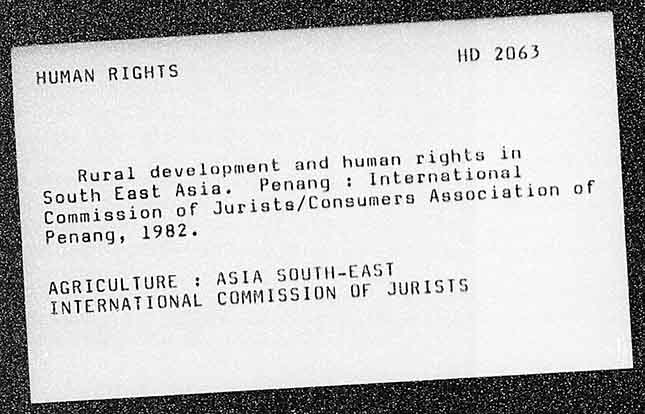 HUMAN RIGHTS
HD 2063
Rural development and human rights in
South East Asia. Penang : International
Commission of Jurists/Consumers Association of
Penang, 1982.
AGRICULTURE : ASIA SOUTH-EAST
INTERNATIONAL COMMISSION OF JURISTS